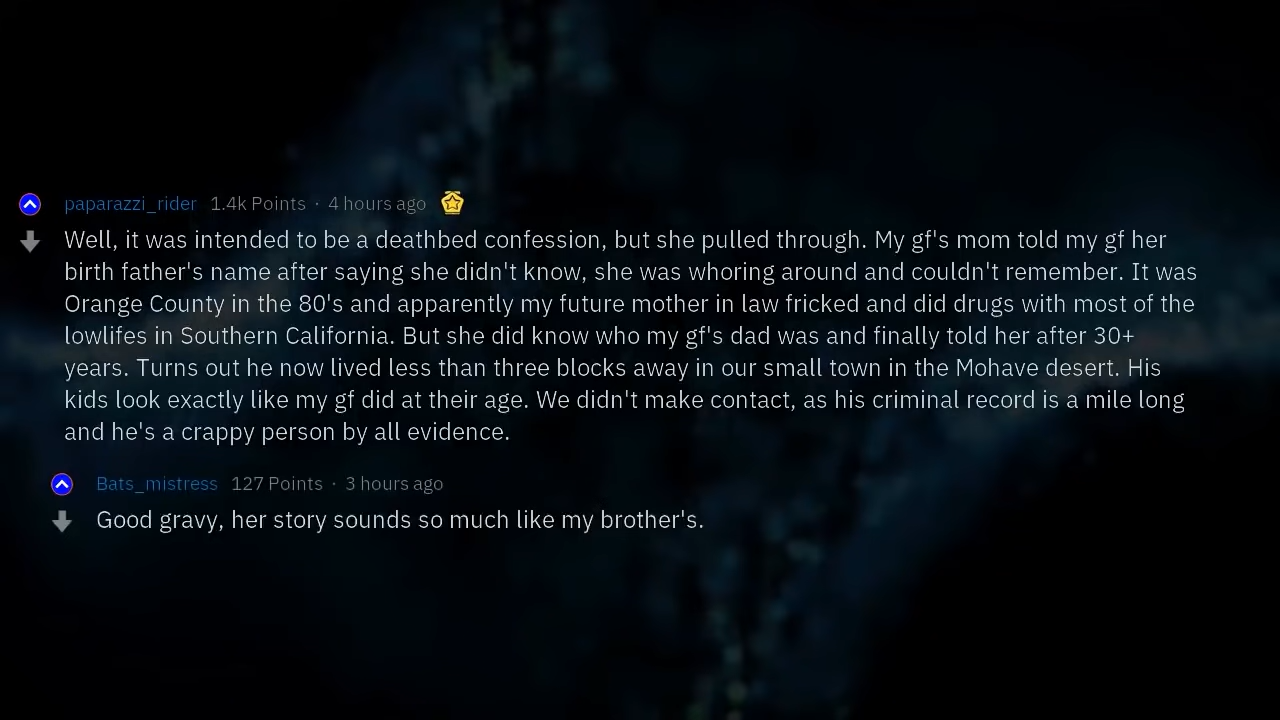 paparazzi_rider 1.4k Points · 4 hours ago
Well, it was intended to be a deathbed confession, but she pulled through. My gf's mom told my gf her
birth father's name after saying she didn't know, she was whoring around and couldn't remember. It was
Orange County in the 80's and apparently my future mother in law fricked and did drugs with most of the
lowlifes in Southern California. But she did know who my gf's dad was and finally told her after 30+
years. Turns out he now lived less than three blocks away in our small town in the Mohave desert. His
kids look exactly like my gf did at their age. We didn't make contact, as his criminal record is a mile long
and he's a crappy person by all evidence.
Bats_mistress 127 Points · 3 hours ago
Good gravy, her story sounds so much like my brother's.